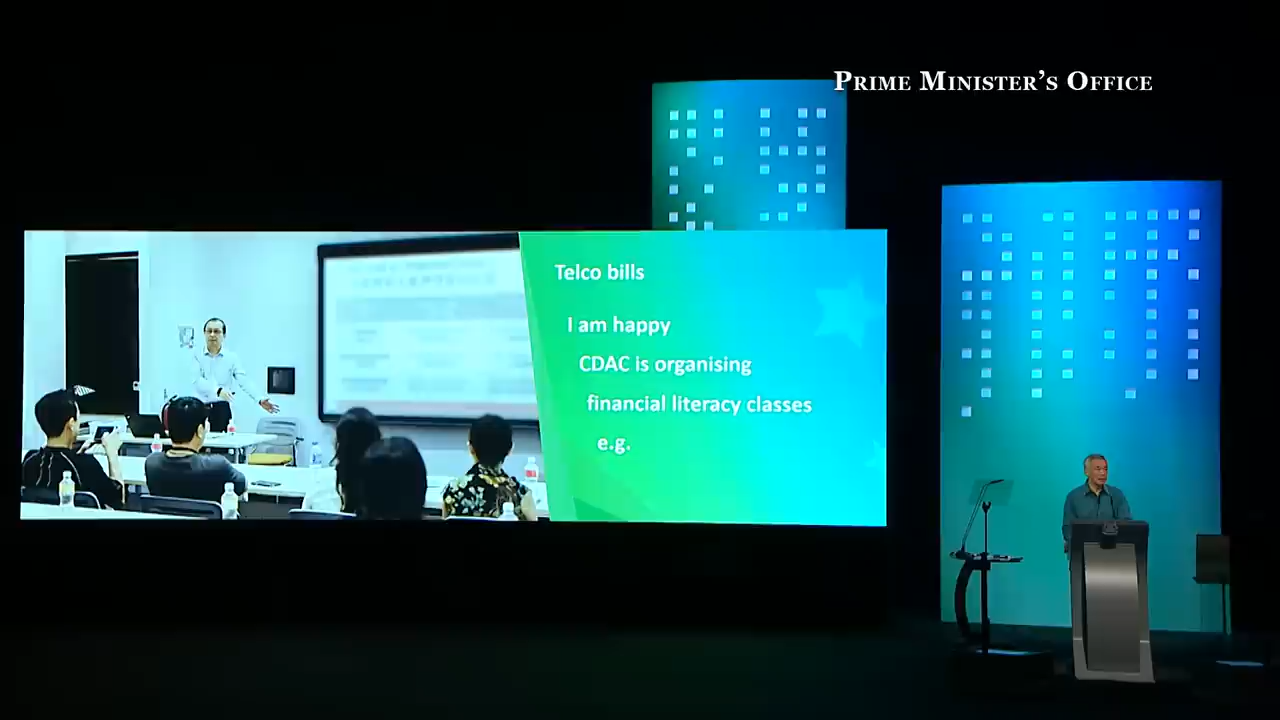 PRIME MINISTER'S OFFICE
Telco bills
I am happy
CDAC is organising
financial literacy classes
e.g.